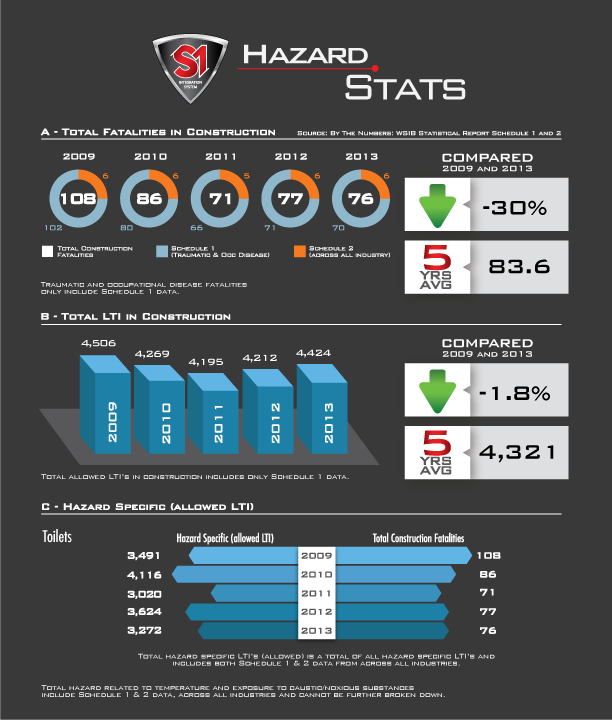 S1
INTEGRATION
SYSTEM
HAZARD
STATS
A - TOTAL FATALITIES IN CONSTRUCTION
SOURCE: BY THE NUMBERS: WSIB STATISTICAL REPORT SCHEDULE 1 AND 2
2009 2010 2011 2012 2013
6 6 5 6 6
108 86 71 77 76
102 80 66 71 70
TOTAL CONSTRUCTION
FATALITIES
SCHEDULE 1
(TRAUMATIC & OCC DISEASE)
SCHEDULE 2
(ACROSS ALL INDUSTRY)
TRAUMATIC AND OCCUPATIONAL DISEASE FATALITIES
ONLY INCLUDE SCHEDULE 1 DATA.
COMPARED
2009 AND 2013
-30%
5
YRS
AVG
83.6
B - TOTAL LTI IN CONSTRUCTION
4,506 4,269 4,195 4,212 4,424
2009 2010 2011 2012 2013
TOTAL ALLOWED LTI'S IN CONSTRUCTION INCLUDES ONLY SCHEDULE 1 DATA.
COMPARED
2009 AND 2013
-1.8%
5
YRS
AVG
4,321
C - HAZARD SPECIFIC (ALLOWED LTI)
Toilets
Hazard Specific (allowed LTI) Total Construction Fatalities
3,491 2009 108
4,116 2010 86
3,020 2011 71
3,624 2012 77
3,272 2013 76
TOTAL HAZARD SPECIFIC LTI'S (ALLOWED) IS A TOTAL OF ALL HAZARD SPECIFIC LTI'S AND
INCLUDES BOTH SCHEDULE 1 & 2 DATA FROM ACROSS ALL INDUSTRIES.
TOTAL HAZARD RELATED TO TEMPERATURE AND EXPOSURE TO CAUSTIC/NOXIOUS SUBSTANCES
INCLUDE SCHEDULE 1 & 2 DATA, ACROSS ALL INDUSTRIES AND CANNOT BE FURTHER BROKEN DOWN.